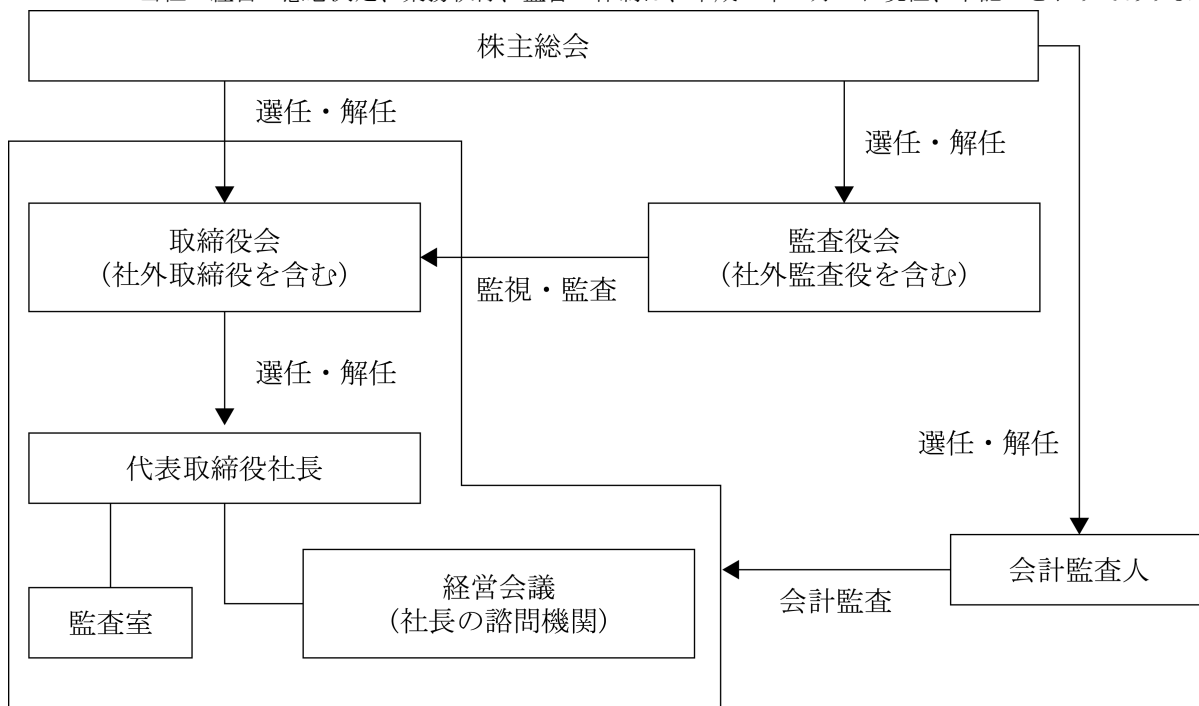 株主総会
選任・解任
選任・解任
取締役会
（社外取締役を含む）
監査役会
（社外監査役を含む）
監視・監査
選任・解任
代表取締役社長
選任・解任
経営会議
（社長の諮問機関）
会計監査人
会計監査
監査室